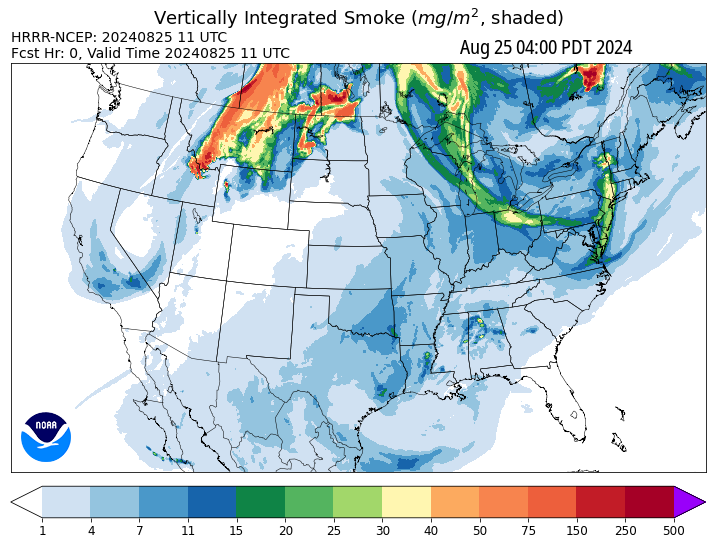 Vertically Integrated Smoke (mg/m², shaded)
HRRR-NCEP: 20240825 11 UTC
Fcst Hr: 0, Valid Time 20240825 11 UTC
Aug 25 04:00 PDT 2024
NOAA
1 4 7 11 15 20 25 30 40 50 75 150 250 500